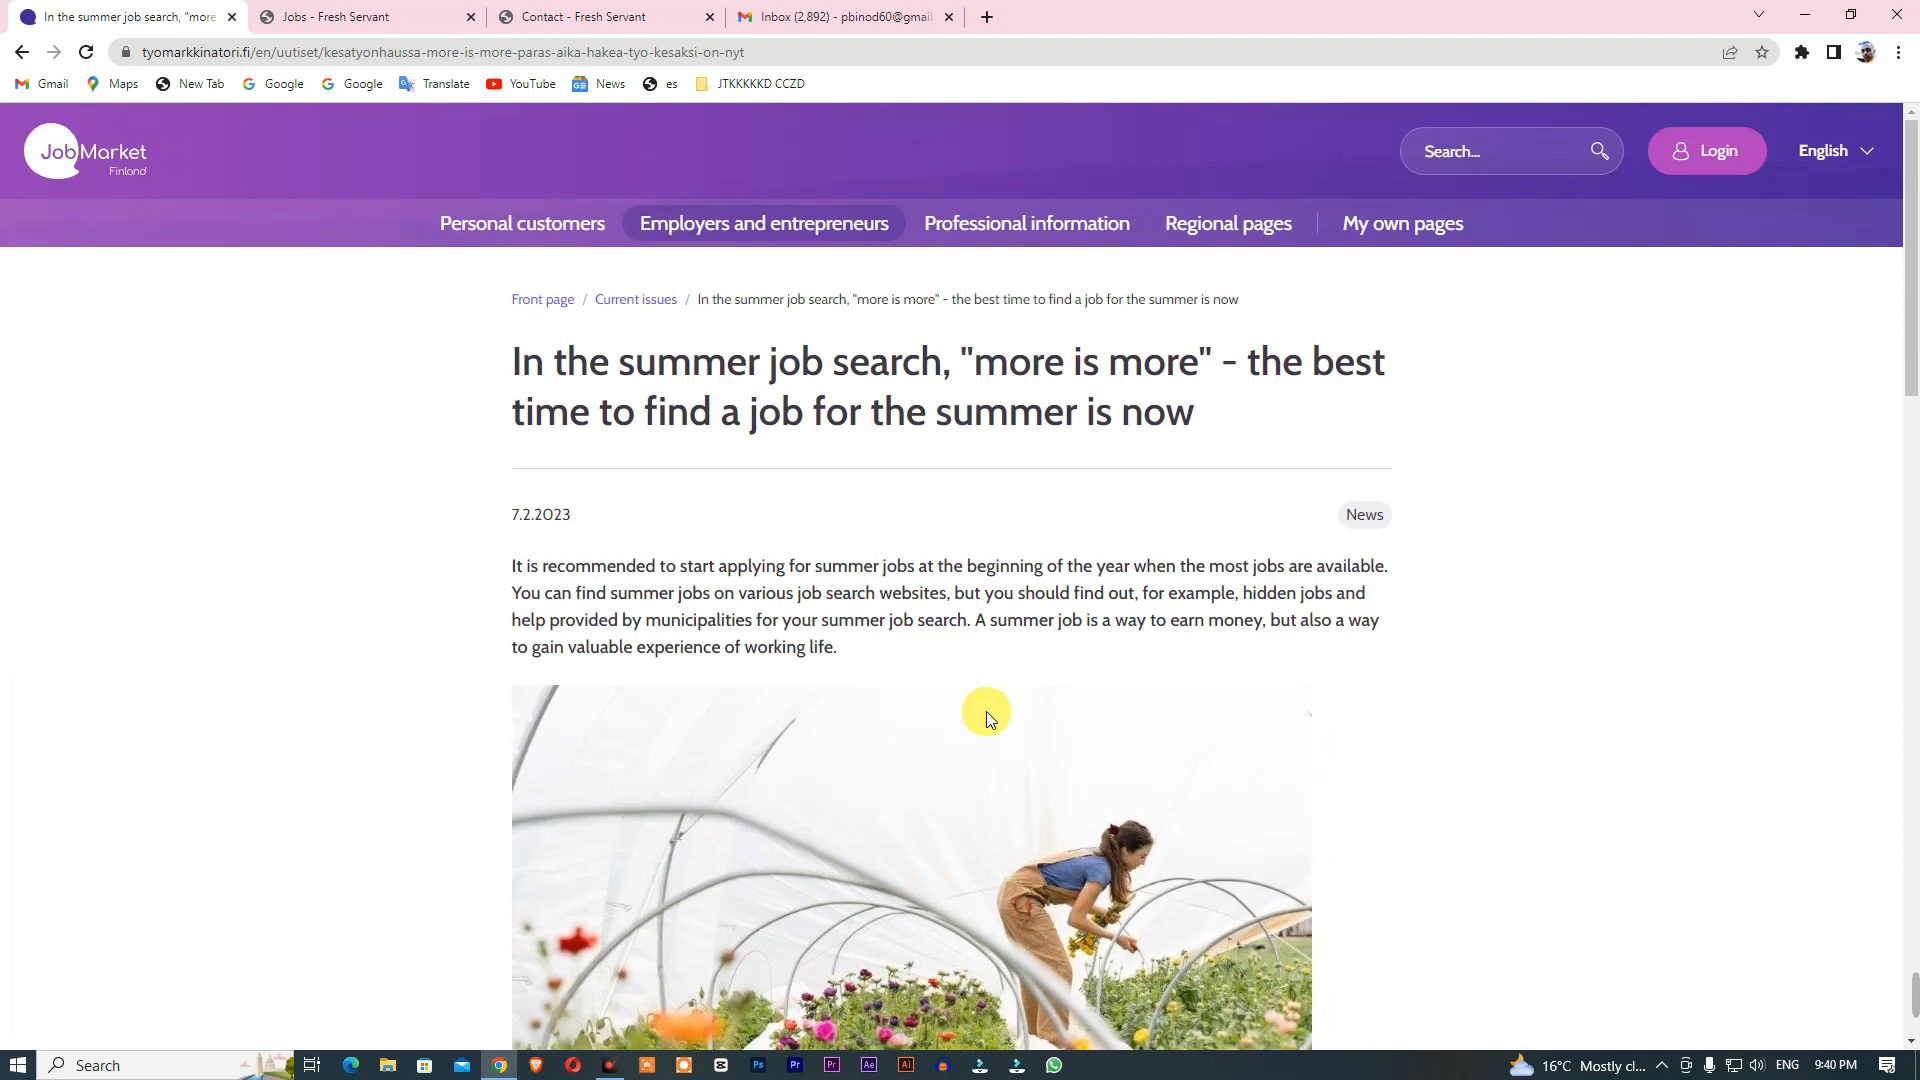 In the summer job search, "more
Jobs - Fresh Servant
Contact - Fresh Servant
Inbox (2,892) - pbinod60@gmail.
tyomarkkinatori.fi/en/uutiset/kesatyonhaussa-more-is-more-paras-aika-hakea-tyo-kesaksi-on-nyt
Gmail
Maps
New Tab
Google
Google
Translate
YouTube
News
es
JTKKKKKD CCZD
JobMarket
Finland
Search...
Login
English
Personal customers
Employers and entrepreneurs
Professional information
Regional pages
My own pages
Front page / Current issues / In the summer job search, "more is more" - the best time to find a job for the summer is now
In the summer job search, "more is more" - the best
time to find a job for the summer is now
7.2.2023
News
It is recommended to start applying for summer jobs at the beginning of the year when the most jobs are available.
You can find summer jobs on various job search websites, but you should find out, for example, hidden jobs and
help provided by municipalities for your summer job search. A summer job is a way to earn money, but also a way
to gain valuable experience of working life.
Search
Ps
Pr
Pr
Ae
Ai
16°C Mostly cl...
ENG
9:40 PM